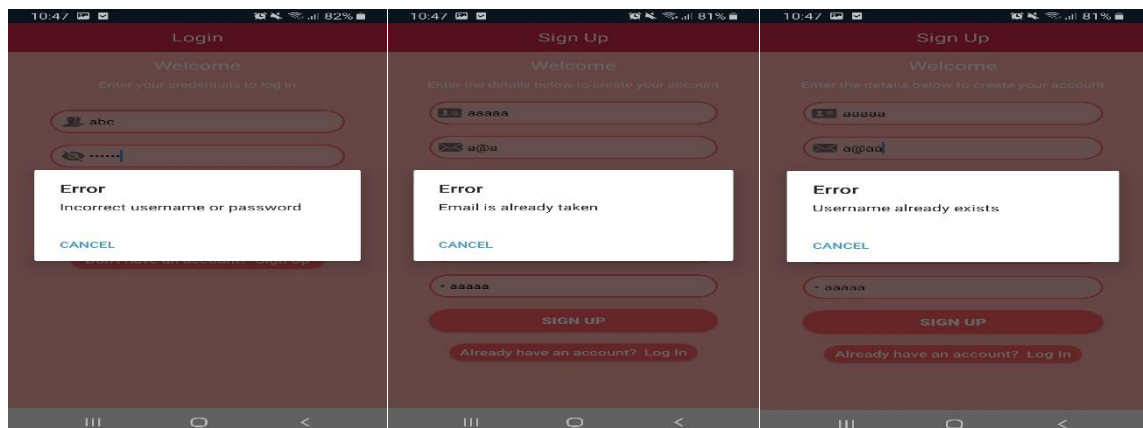 10:47 82%
Login
Welcome
Enter your credentials to log in
abc
Error
Incorrect username or password
CANCEL
Don't have an account? Sign Up
10:47 81%
Sign Up
Welcome
Enter the details below to create your account
aaaaa
a@a
Error
Email is already taken
CANCEL
aaaaa
SIGN UP
Already have an account? Log In
10:47 81%
Sign Up
Welcome
Enter the details below to create your account
aaaaa
a@aa
Error
Username already exists
CANCEL
aaaaa
SIGN UP
Already have an account? Log In